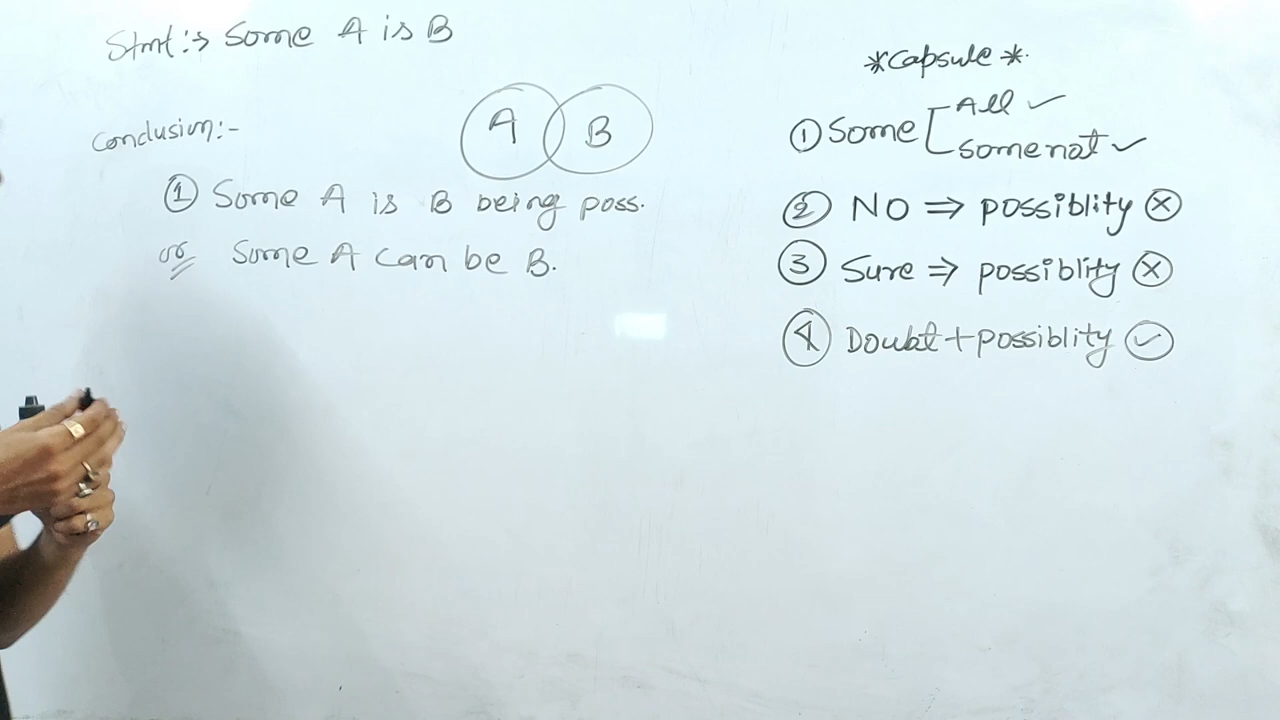 Stmt:→ Some A is B
Conclusion:-
A B
① Some A is B being poss.
or Some A can be B.
*Capsule*
① Some [ All ✓
Some not ✓
② NO ⇒ possiblity ⊗
③ Sure ⇒ possiblity ⊗
④ Doubt + possiblity ✓